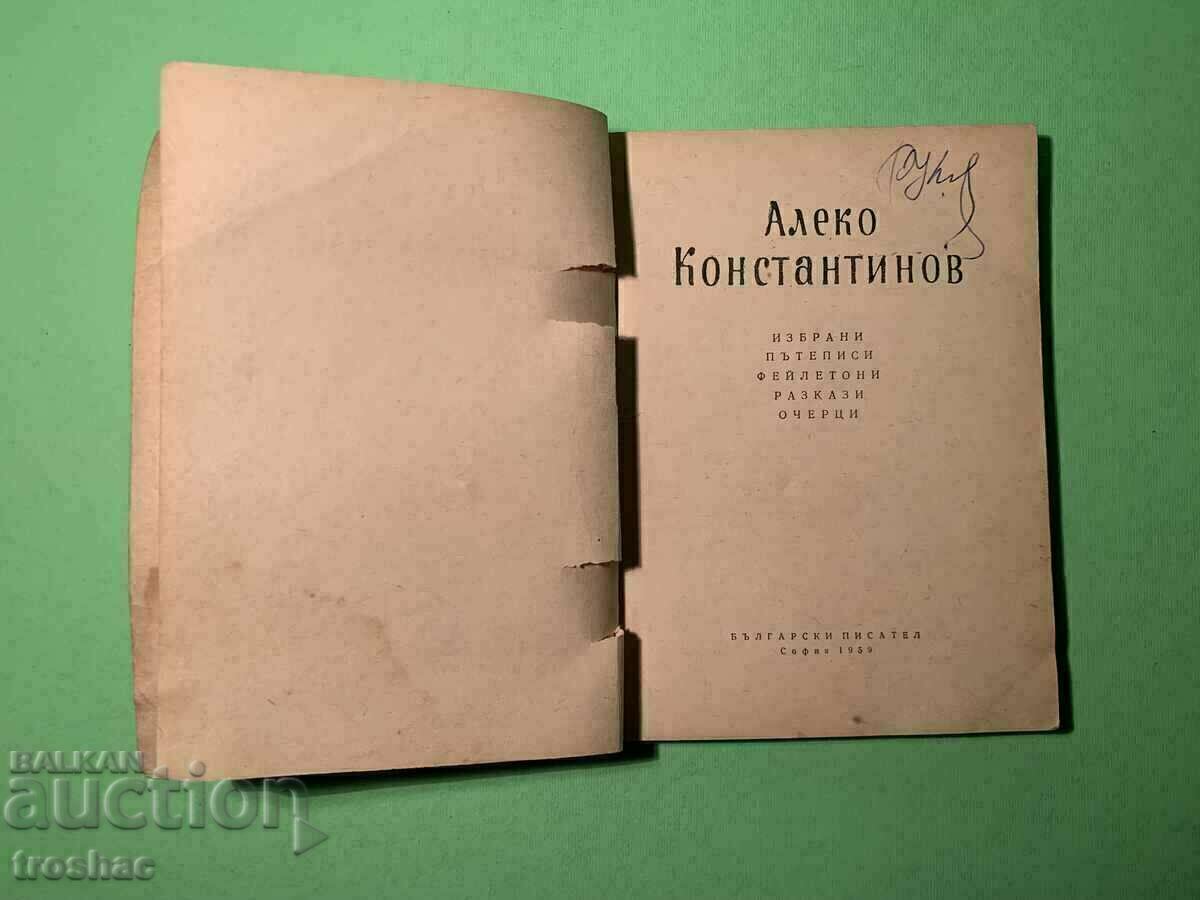 Алеко
Константинов
ИЗБРАНИ
ПЪТЕПИСИ
ФЕЙЛЕТОНИ
РАЗКАЗИ
ОЧЕРЦИ
БЪЛГАРСКИ ПИСАТЕЛ
София 1959
BALKAN
auction
troshac